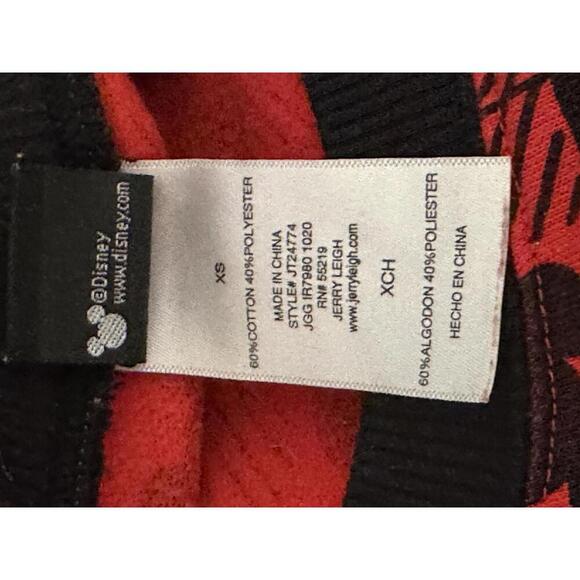 ©Disney
www.disney.com
XS
60%COTTON 40%POLYESTER
MADE IN CHINA
STYLE# JT24774
JGG IR7980 1020
RN# 55219
JERRY LEIGH
www.jerryleigh.com
XCH
60%ALGODON 40%POLIESTER
HECHO EN CHINA